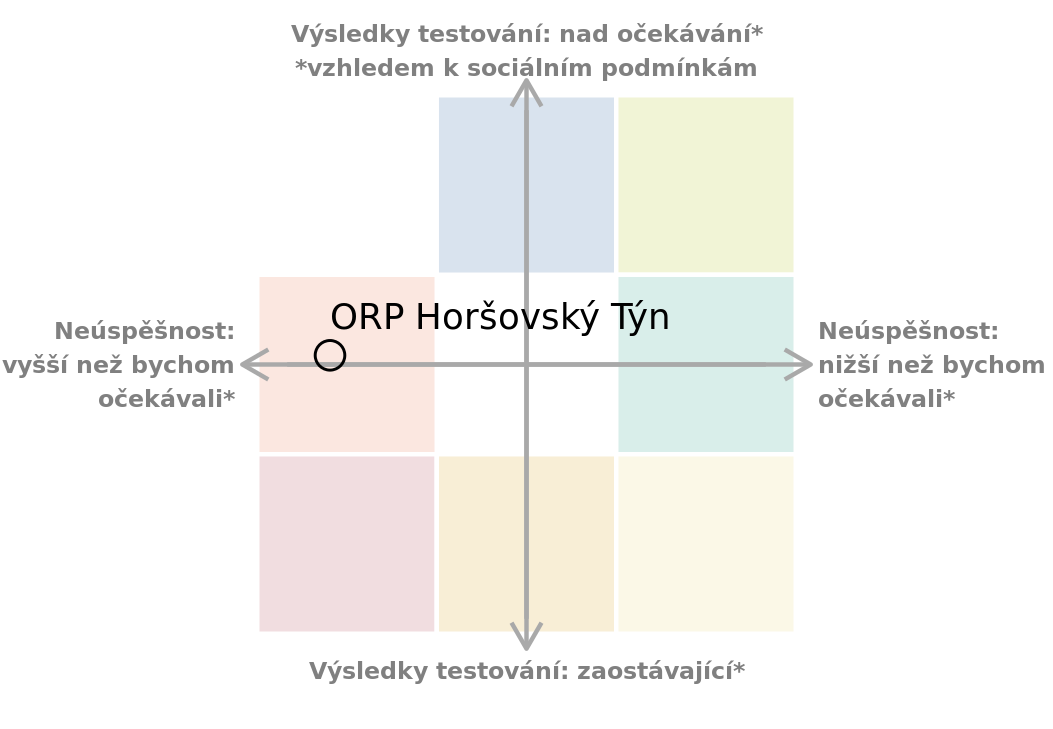 Výsledky testování: nad očekávání*
*vzhledem k sociálním podmínkám
ORP Horšovský Týn
Neúspěšnost:
vyšší než bychom
očekávali*
Neúspěšnost:
nižší než bychom
očekávali*
Výsledky testování: zaostávající*